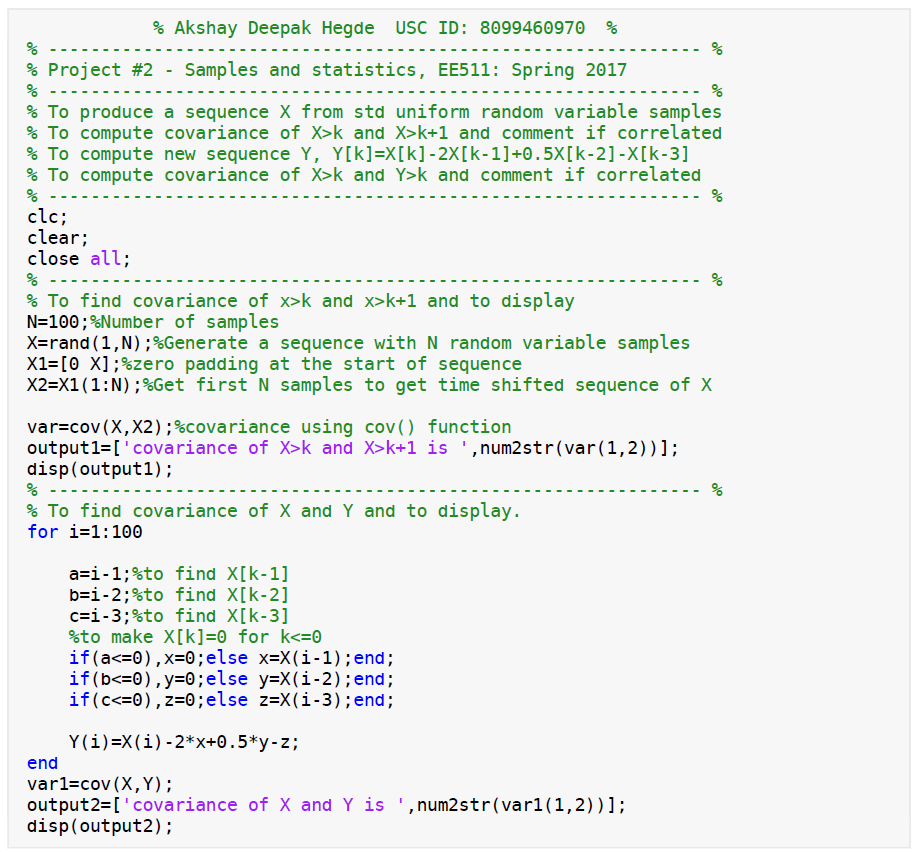 % Akshay Deepak Hegde  USC ID: 8099460970  %
% -------------------------------------------------------------- %
% Project #2 - Samples and statistics, EE511: Spring 2017
% -------------------------------------------------------------- %
% To produce a sequence X from std uniform random variable samples
% To compute covariance of X>k and X>k+1 and comment if correlated
% To compute new sequence Y, Y[k]=X[k]-2X[k-1]+0.5X[k-2]-X[k-3]
% To compute covariance of X>k and Y>k and comment if correlated
% -------------------------------------------------------------- %
clc;
clear;
close all;
% -------------------------------------------------------------- %
% To find covariance of x>k and x>k+1 and to display
N=100;%Number of samples
X=rand(1,N);%Generate a sequence with N random variable samples
X1=[0 X];%zero padding at the start of sequence
X2=X1(1:N);%Get first N samples to get time shifted sequence of X
var=cov(X,X2);%covariance using cov() function
output1=['covariance of X>k and X>k+1 is ',num2str(var(1,2))];
disp(output1);
% -------------------------------------------------------------- %
% To find covariance of X and Y and to display.
for i=1:100
    a=i-1;%to find X[k-1]
    b=i-2;%to find X[k-2]
    c=i-3;%to find X[k-3]
    %to make X[k]=0 for k<=0
    if(a<=0),x=0;else x=X(i-1);end;
    if(b<=0),y=0;else y=X(i-2);end;
    if(c<=0),z=0;else z=X(i-3);end;
    Y(i)=X(i)-2*x+0.5*y-z;
end
var1=cov(X,Y);
output2=['covariance of X and Y is ',num2str(var1(1,2))];
disp(output2);